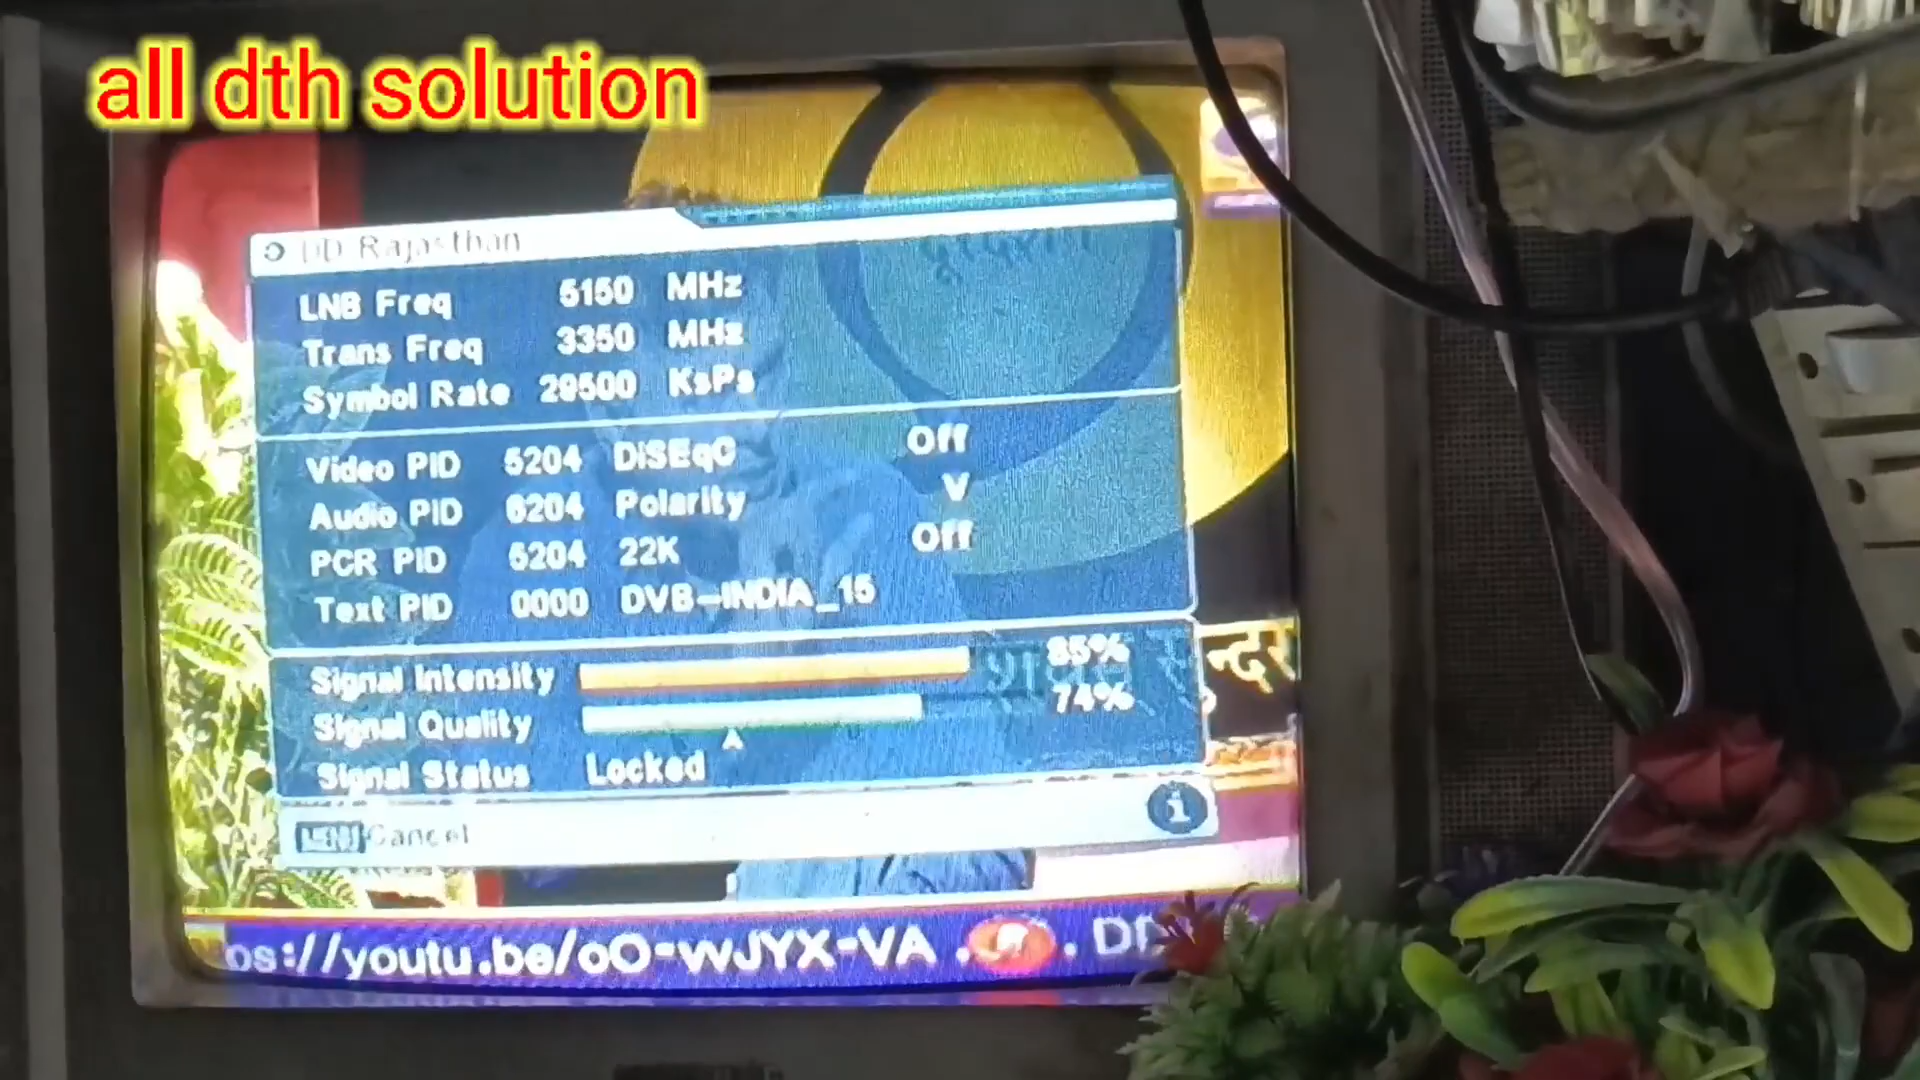 all dth solution
DD Rajasthan
LNB Freq 5150 MHz
Trans Freq 3350 MHz
Symbol Rate 29500 KsPs
Video PID 5204 DiSEqC Off
Audio PID 6204 Polarity V
PCR PID 5204 22K Off
Text PID 0000 DVB-INDIA_15
Signal Intensity 85%
Signal Quality 74%
Signal Status Locked
MENU Cancel
os://youtu.be/oO-wJYX-VA . . DD